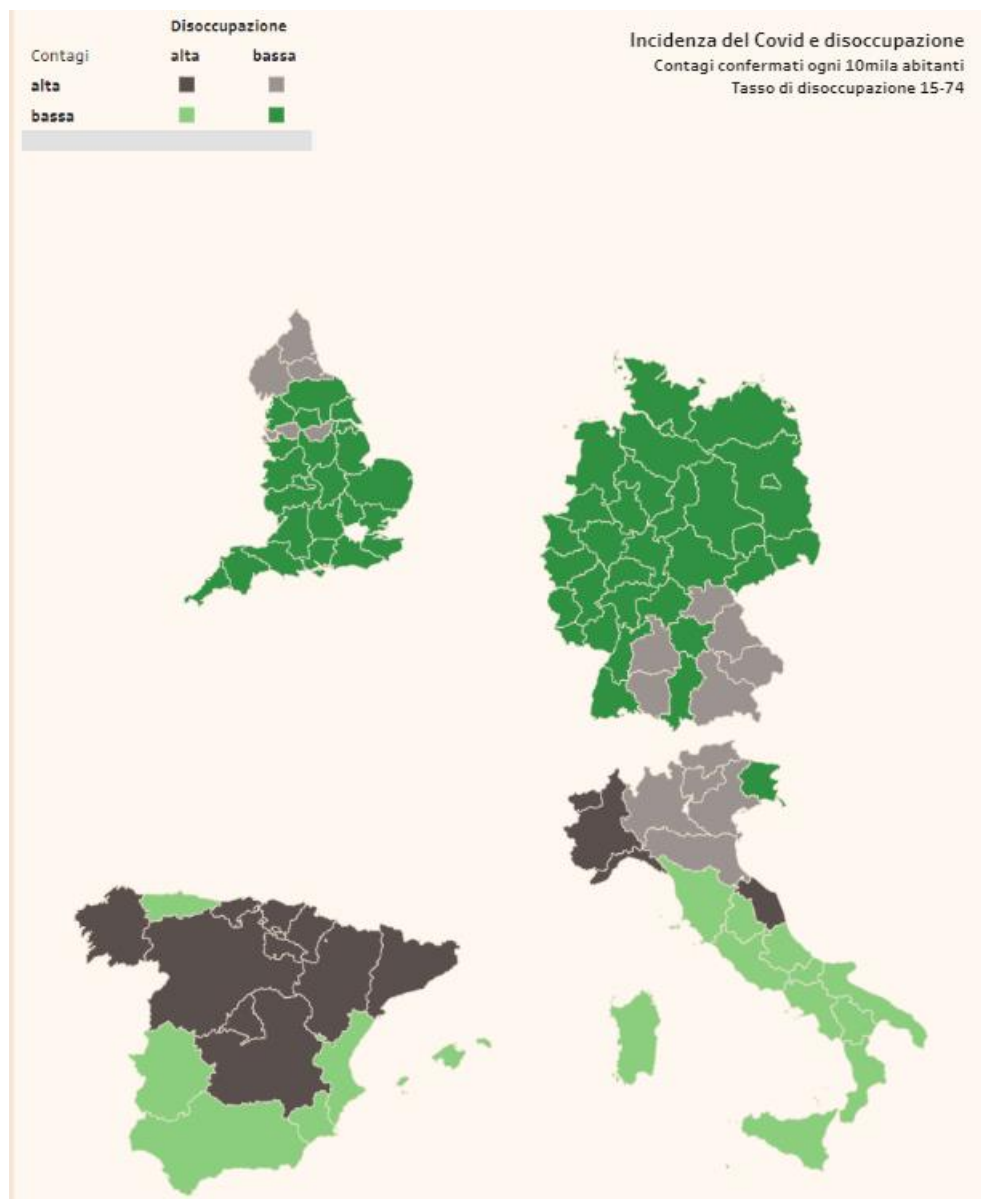 Disoccupazione
Contagi alta bassa
alta
bassa
Incidenza del Covid e disoccupazione
Contagi confermati ogni 10mila abitanti
Tasso di disoccupazione 15-74